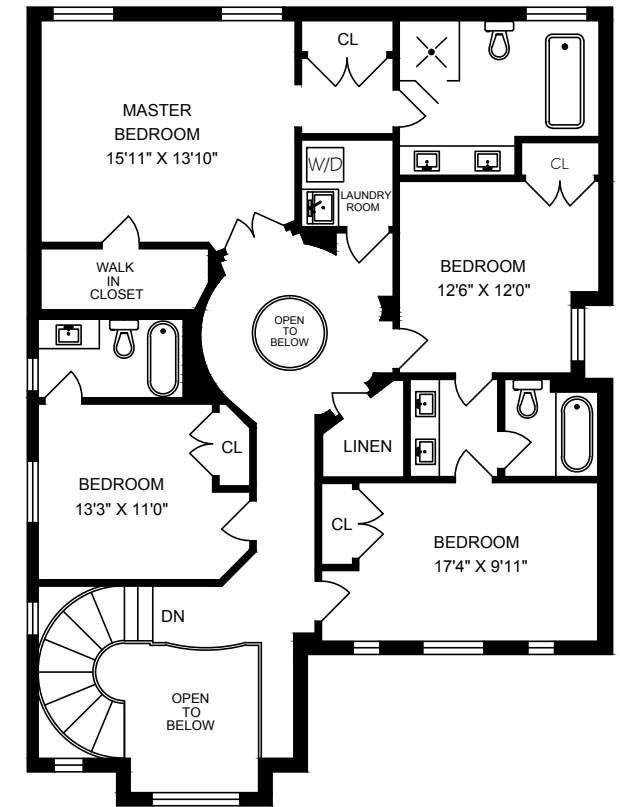 CL
MASTER
BEDROOM
15'11" X 13'10"
W/D
LAUNDRY
ROOM
CL
BEDROOM
12'6" X 12'0"
WALK
IN
CLOSET
OPEN
TO
BELOW
LINEN
CL
BEDROOM
13'3" X 11'0"
CL
BEDROOM
17'4" X 9'11"
DN
OPEN
TO
BELOW